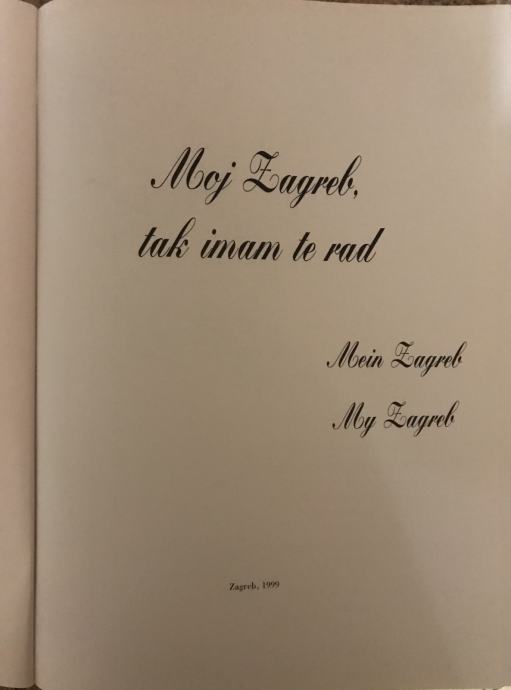 Moj Zagreb,
tak imam te rad
Mein Zagreb
My Zagreb
Zagreb, 1999